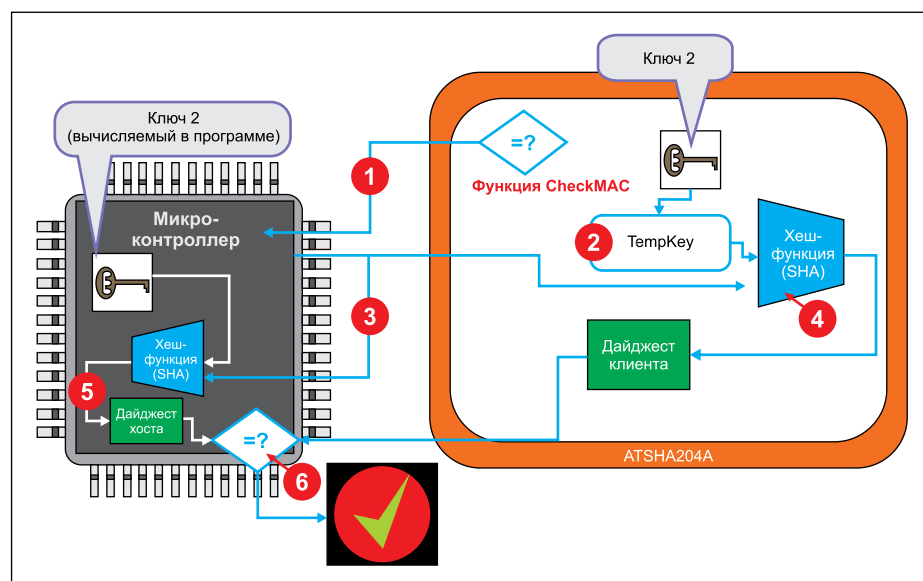 Ключ 2
(вычисляемый в программе)
Ключ 2
=?
Функция CheckMAC
1
Микро-
контроллер
2
TempKey
Хеш-
функция
(SHA)
3
4
Хеш-
функция
(SHA)
Дайджест
клиента
5
Дайджест
хоста
=?
6
ATSHA204A